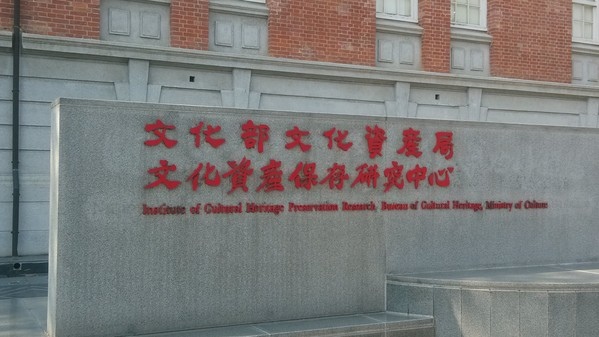 文化部文化資產局
文化資產保存研究中心
Institute of Cultural Heritage Preservation Research, Bureau of Cultural Heritage, Ministry of Culture